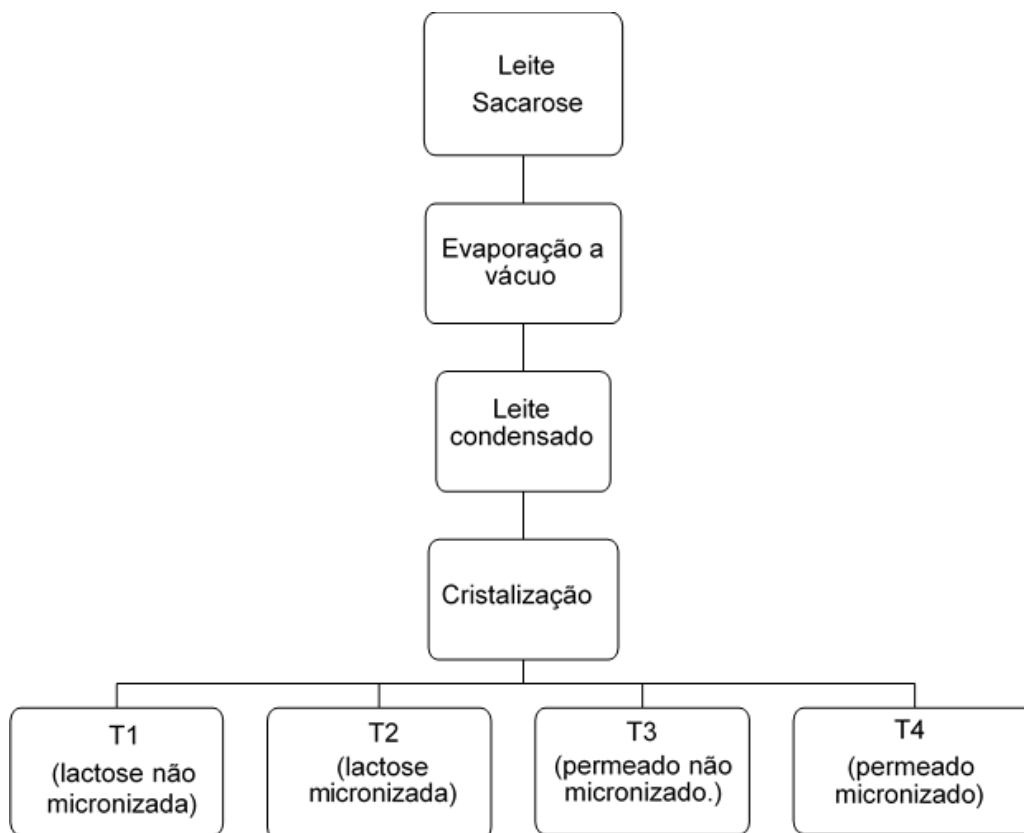 Leite
Sacarose
Evaporação a
vácuo
Leite
condensado
Cristalização
T1
(lactose não
micronizada)
T2
(lactose
micronizada)
T3
(permeado não
micronizado.)
T4
(permeado
micronizado)